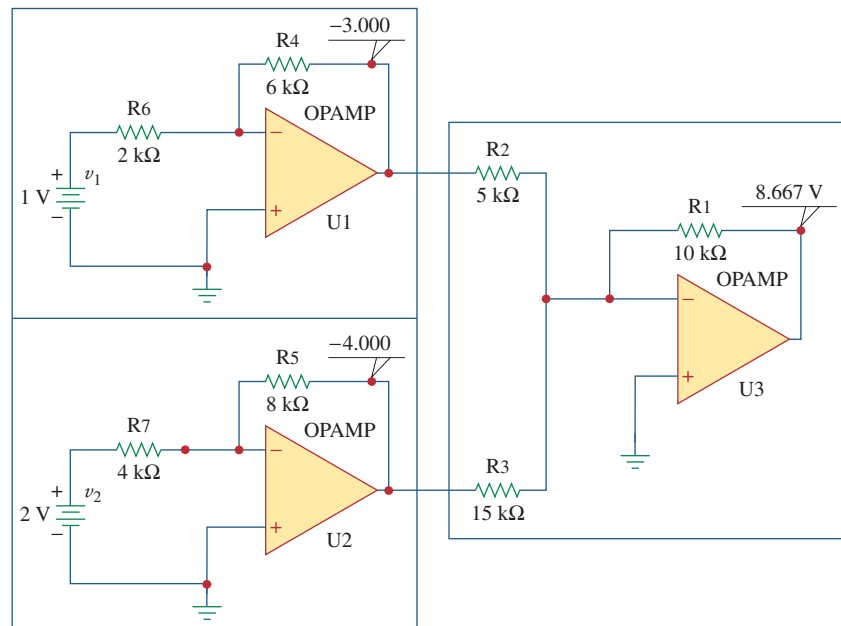 −3.000
R4
6 kΩ
OPAMP
R6
2 kΩ
−
+
v1
1 V
−
+
U1
R2
5 kΩ
R1
10 kΩ
8.667 V
OPAMP
−
+
U3
−4.000
R5
8 kΩ
OPAMP
R7
4 kΩ
−
+
v2
2 V
−
+
U2
R3
15 kΩ